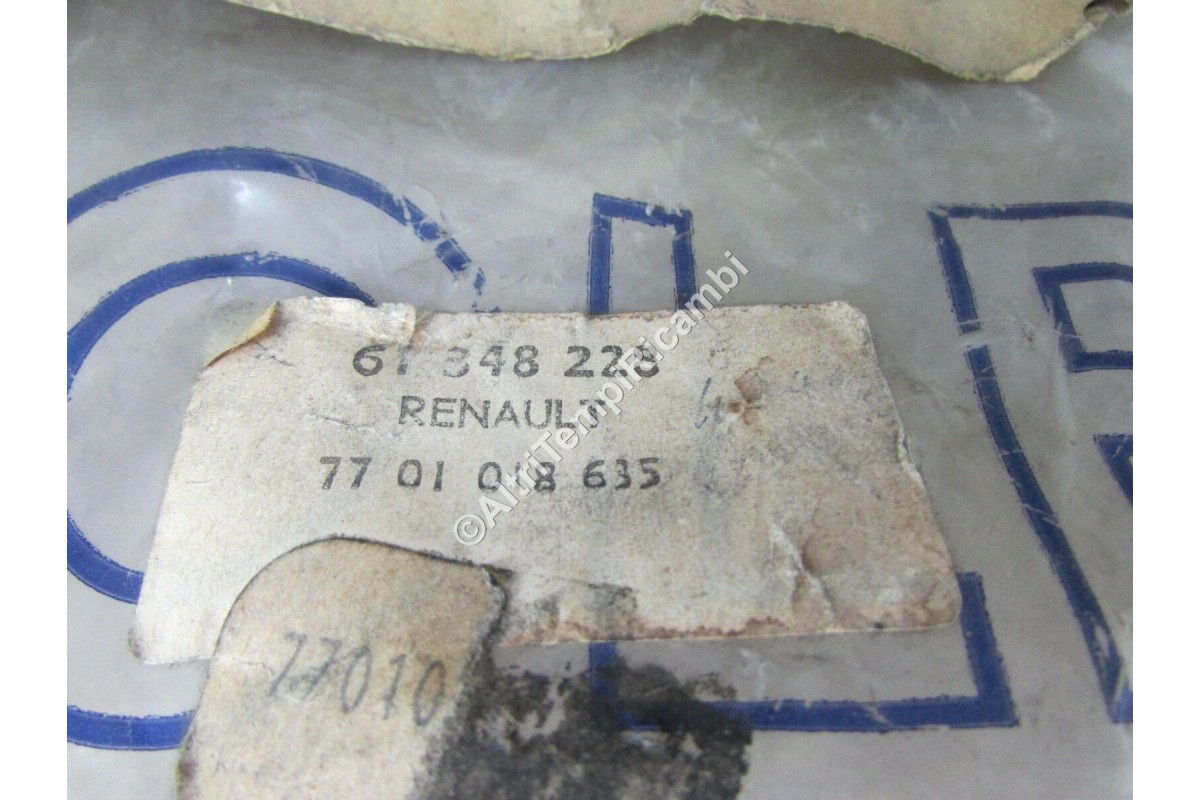 61 348 228
RENAULT
77 01 018 635
©AltriTempiRicambi
77010